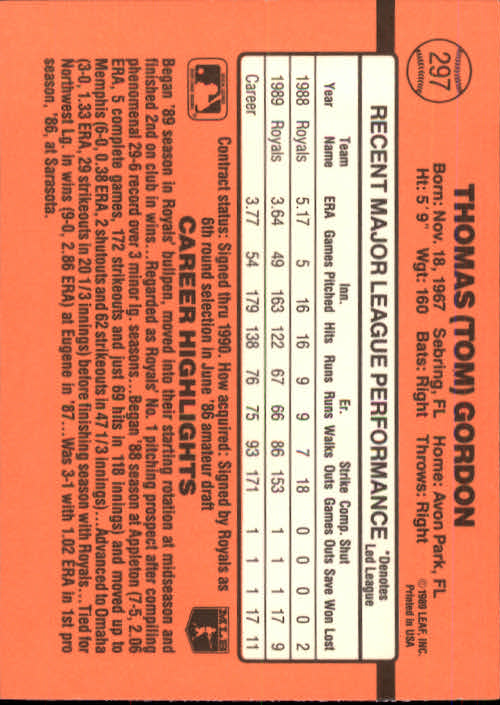 297
THOMAS (TOM) GORDON
Born: Nov. 18, 1967 Sebring, FL Home: Avon Park, FL
Ht: 5' 9" Wgt: 160 Bats: Right Throws: Right
©1989 LEAF, INC.
Printed in USA
RECENT MAJOR LEAGUE PERFORMANCE
*Denotes
Led League
Team Inn. Er. Strike Comp. Shut
Year Name ERA Games Pitched Hits Runs Runs Walks Outs Games Outs Save Won Lost
1988 Royals 5.17 5 16 16 9 9 7 18 0 0 0 0 2
1989 Royals 3.64 49 163 122 67 66 86 153 1 1 1 17 9
Career 3.77 54 179 138 76 75 93 171 1 1 1 17 11
Contract status: Signed thru 1990. How acquired: Signed by Royals as
6th round selection in June '86 amateur draft
CAREER HIGHLIGHTS
MLB
Began '89 season in Royals' bullpen, moved into their starting rotation at midseason and
finished 2nd on club in wins...Regarded as Royals' No. 1 pitching prospect after compiling
phenomenal 29-6 record over 3 minor lg. seasons...Began '88 season at Appleton (7-5, 2.06
ERA, 5 complete games, 172 strikeouts and just 69 hits in 118 innings) and moved up to
Memphis (6-0, 0.38 ERA, 2 shutouts and 62 strikeouts in 47 1/3 innings)...Advanced to Omaha
(3-0, 1.33 ERA, 29 strikeouts in 20 1/3 innings) before finishing season with Royals...Tied for
Northwest Lg. in wins (9-0, 2.86 ERA) at Eugene in '87...Was 3-1 with 1.02 ERA in 1st pro
season, '86, at Sarasota.